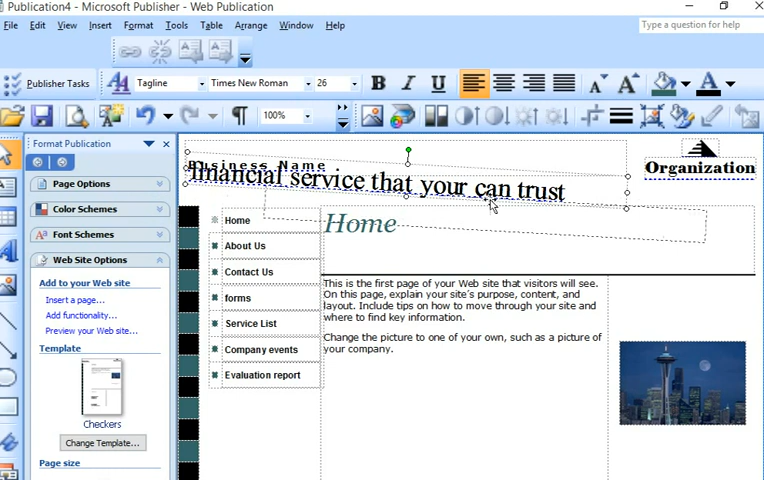 Publication4 - Microsoft Publisher - Web Publication
File Edit View Insert Format Tools Table Arrange Window Help
Type a question for help
Publisher Tasks
Tagline
Times New Roman
26
B I U
A A A
100%
Format Publication
Page Options
Color Schemes
Font Schemes
Web Site Options
Add to your Web site
Insert a page...
Add functionality...
Preview your Web site...
Template
Checkers
Change Template...
Page size
Business Name
financial service that your can trust
Organization
Home
Home
About Us
Contact Us
forms
Service List
Company events
Evaluation report
This is the first page of your Web site that visitors will see.
On this page, explain your site's purpose, content, and
layout. Include tips on how to move through your site and
where to find key information.
Change the picture to one of your own, such as a picture of
your company.